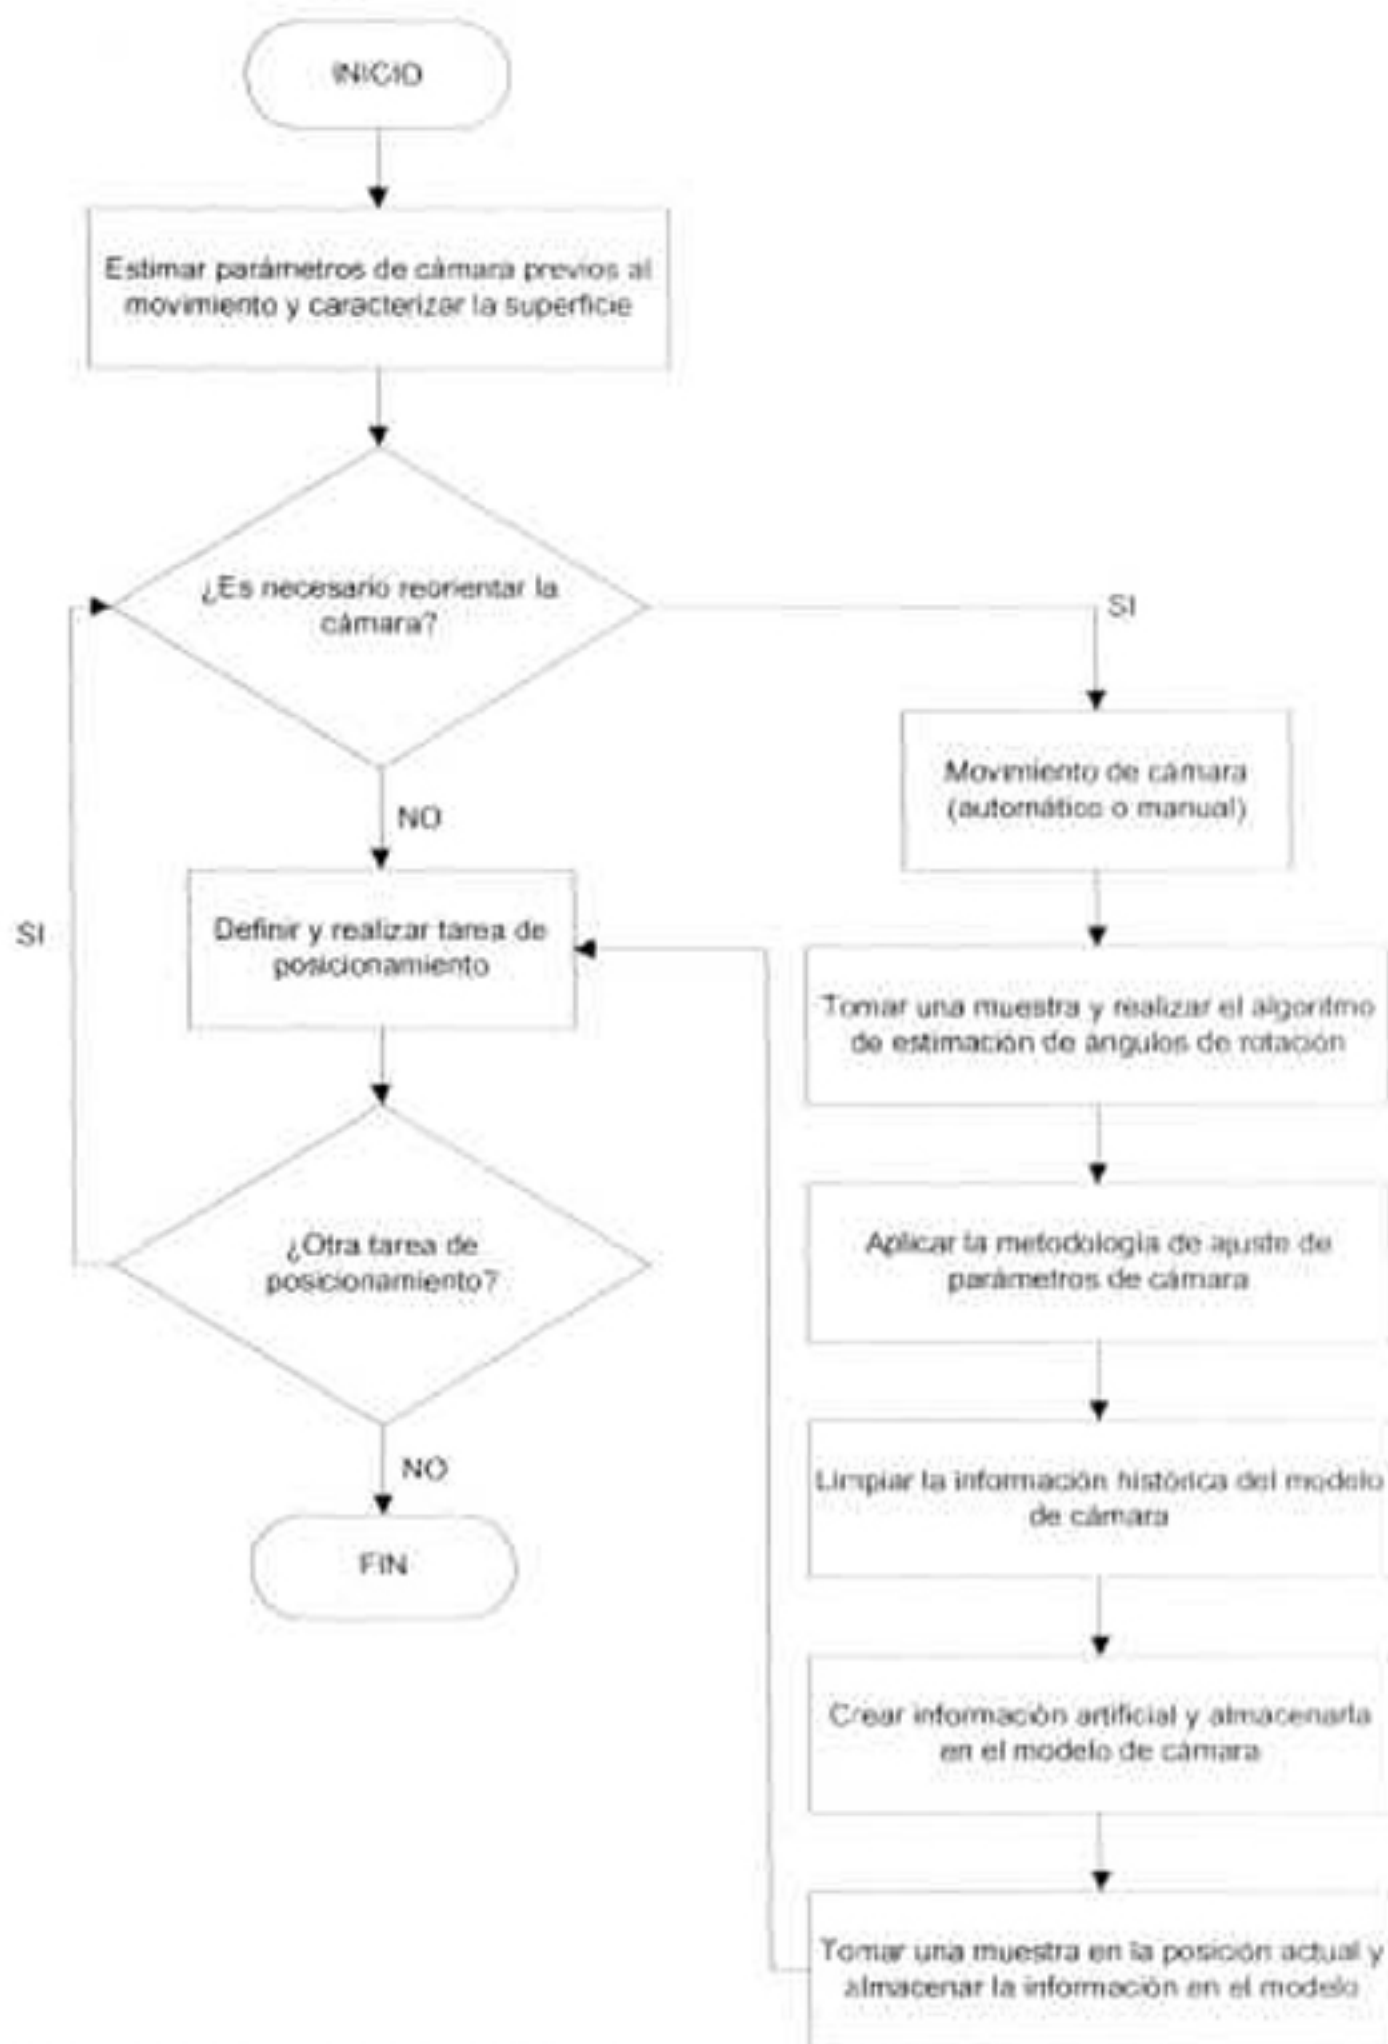 INICIO
Estimar parámetros de cámara previos al
movimiento y caracterizar la superficie
¿Es necesario reorientar la
cámara?
SI
NO
Movimiento de cámara
(automático o manual)
SI
Definir y realizar tarea de
posicionamiento
Tomar una muestra y realizar el algoritmo
de estimación de ángulos de rotación
¿Otra tarea de
posicionamiento?
Aplicar la metodología de ajuste de
parámetros de cámara
NO
FIN
Limpiar la información histórica del modelo
de cámara
Crear información artificial y almacenarla
en el modelo de cámara
Tomar una muestra en la posición actual y
almacenar la información en el modelo